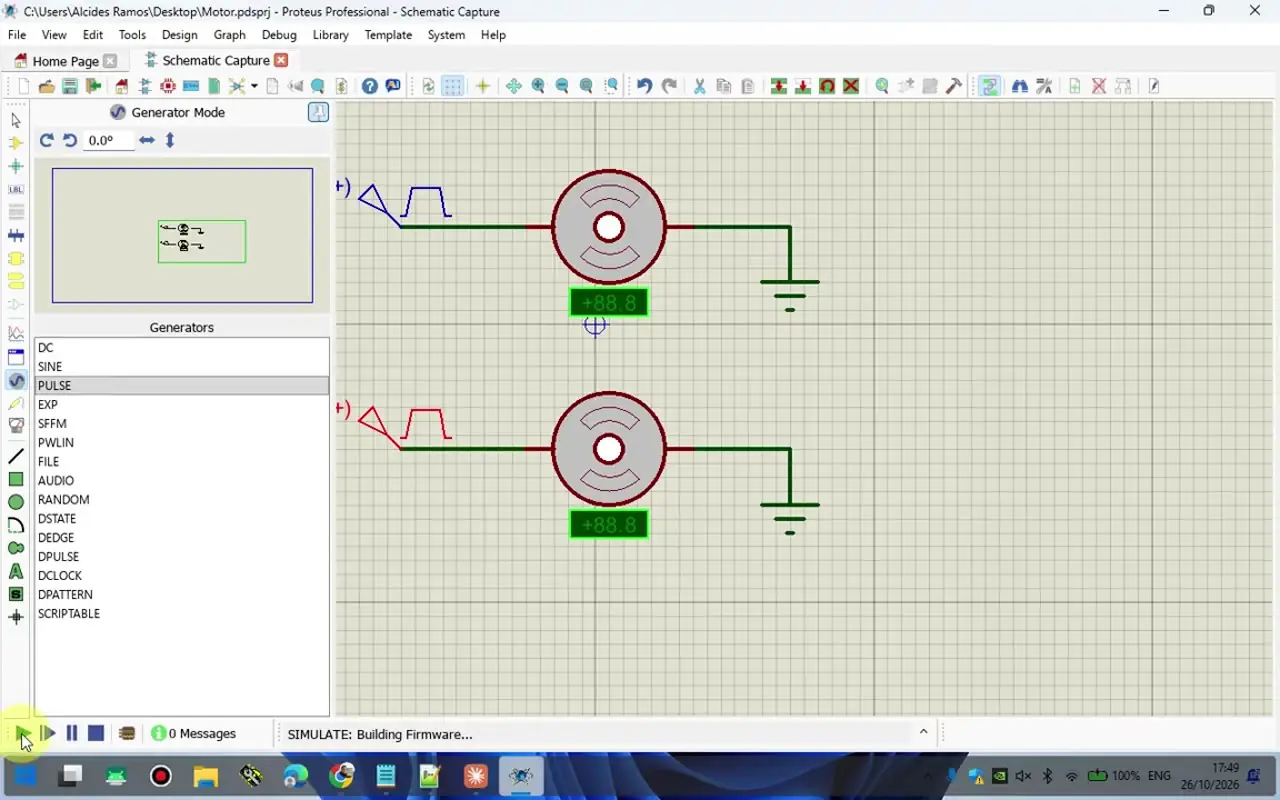 C:\Users\Alcides Ramos\Desktop\Motor.pdsprj - Proteus Professional - Schematic Capture
File View Edit Tools Design Graph Debug Library Template System Help
Home Page Schematic Capture
Generator Mode
0.0°
LBL
Generators
DC
SINE
PULSE
EXP
SFFM
PWLIN
FILE
AUDIO
RANDOM
DSTATE
DEDGE
DPULSE
DCLOCK
DPATTERN
SCRIPTABLE
A
S
+)
+88.8
+)
+88.8
0 Messages
SIMULATE: Building Firmware...
100% ENG
17:49
26/10/2026